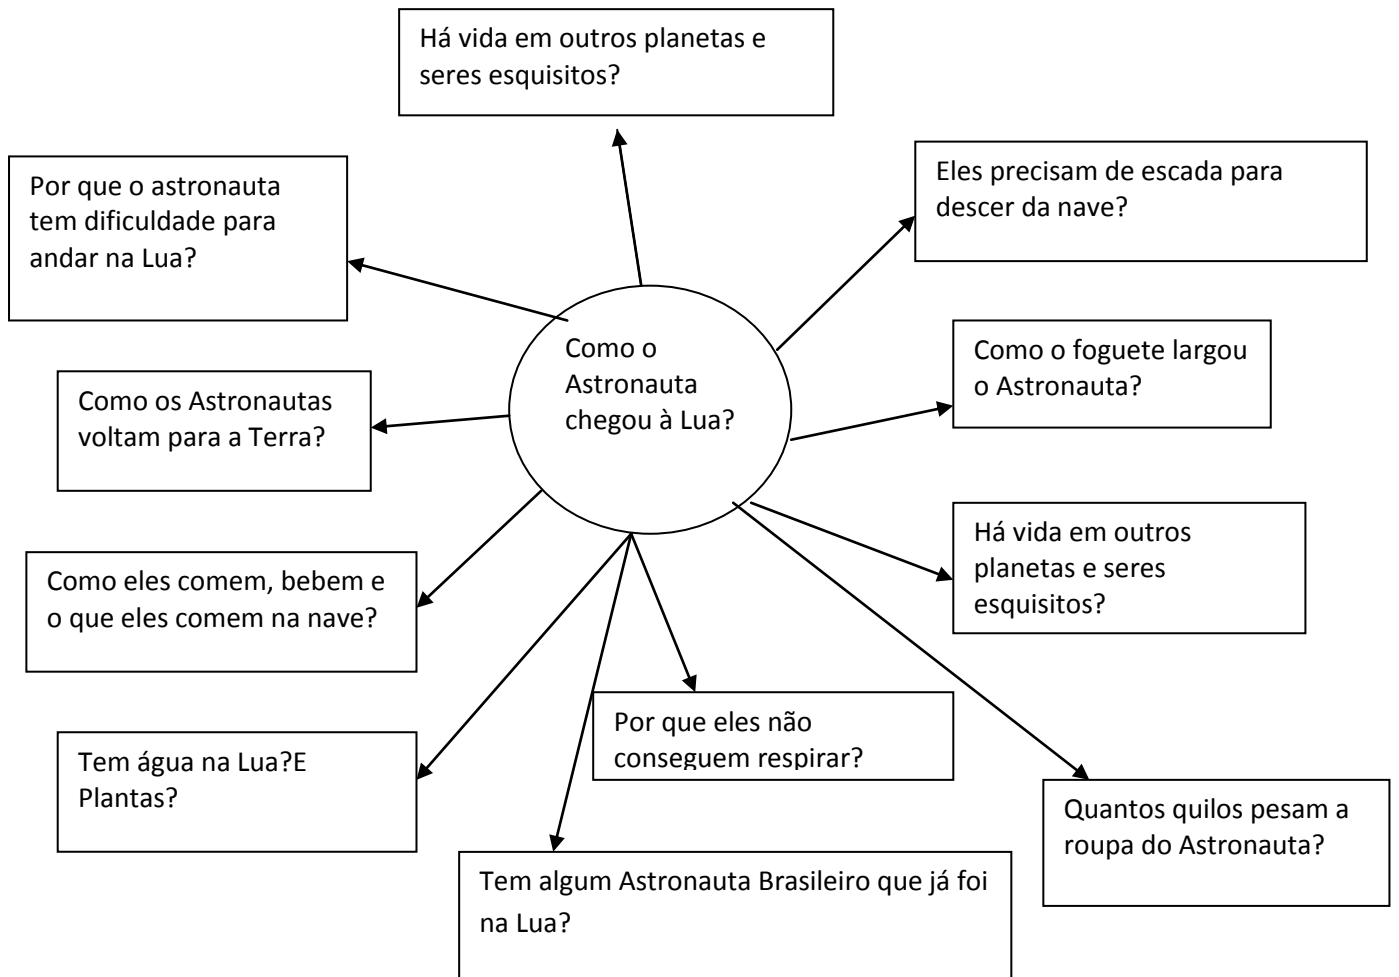 Há vida em outros planetas e
seres esquisitos?
Por que o astronauta
tem dificuldade para
andar na Lua?
Eles precisam de escada para
descer da nave?
Como o
Astronauta
chegou à Lua?
Como o foguete largou
o Astronauta?
Como os Astronautas
voltam para a Terra?
Há vida em outros
planetas e seres
esquisitos?
Como eles comem, bebem e
o que eles comem na nave?
Por que eles não
conseguem respirar?
Tem água na Lua?E
Plantas?
Quantos quilos pesam a
roupa do Astronauta?
Tem algum Astronauta Brasileiro que já foi
na Lua?